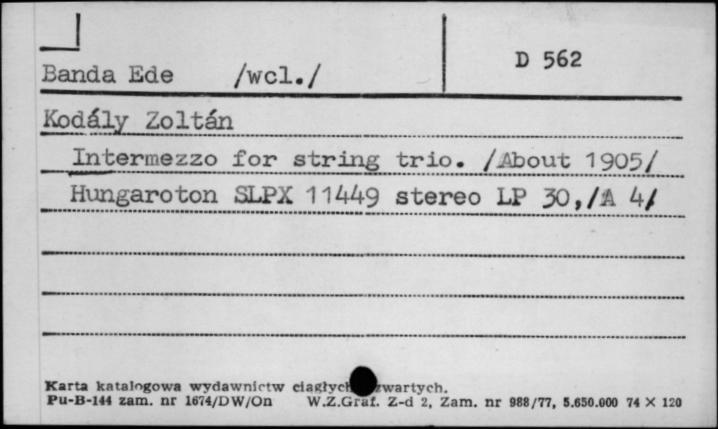 Banda Ede /wcl./ D 562
Kodály Zoltán
Intermezzo for string trio. /About 1905/
Hungaroton SLPX 11449 stereo LP 30,/A 4/
Karta katalogowa wydawnictw ciągłych
Pu-B-144 zam. nr 1674/DW/On W.Z.Graf. Z-d 2, Zam. nr 988/77, 5.650.000 74 × 120